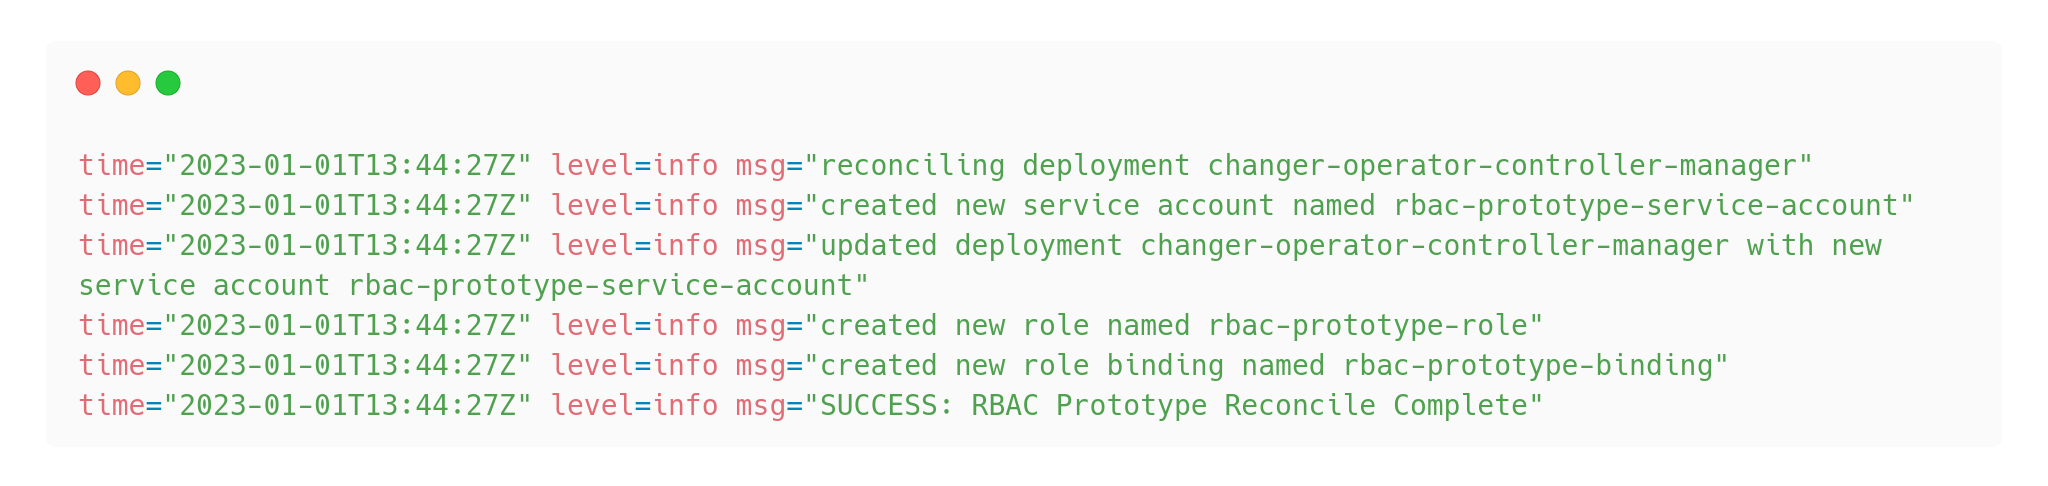 time="2023-01-01T13:44:27Z" level=info msg="reconciling deployment changer-operator-controller-manager"
time="2023-01-01T13:44:27Z" level=info msg="created new service account named rbac-prototype-service-account"
time="2023-01-01T13:44:27Z" level=info msg="updated deployment changer-operator-controller-manager with new
service account rbac-prototype-service-account"
time="2023-01-01T13:44:27Z" level=info msg="created new role named rbac-prototype-role"
time="2023-01-01T13:44:27Z" level=info msg="created new role binding named rbac-prototype-binding"
time="2023-01-01T13:44:27Z" level=info msg="SUCCESS: RBAC Prototype Reconcile Complete"